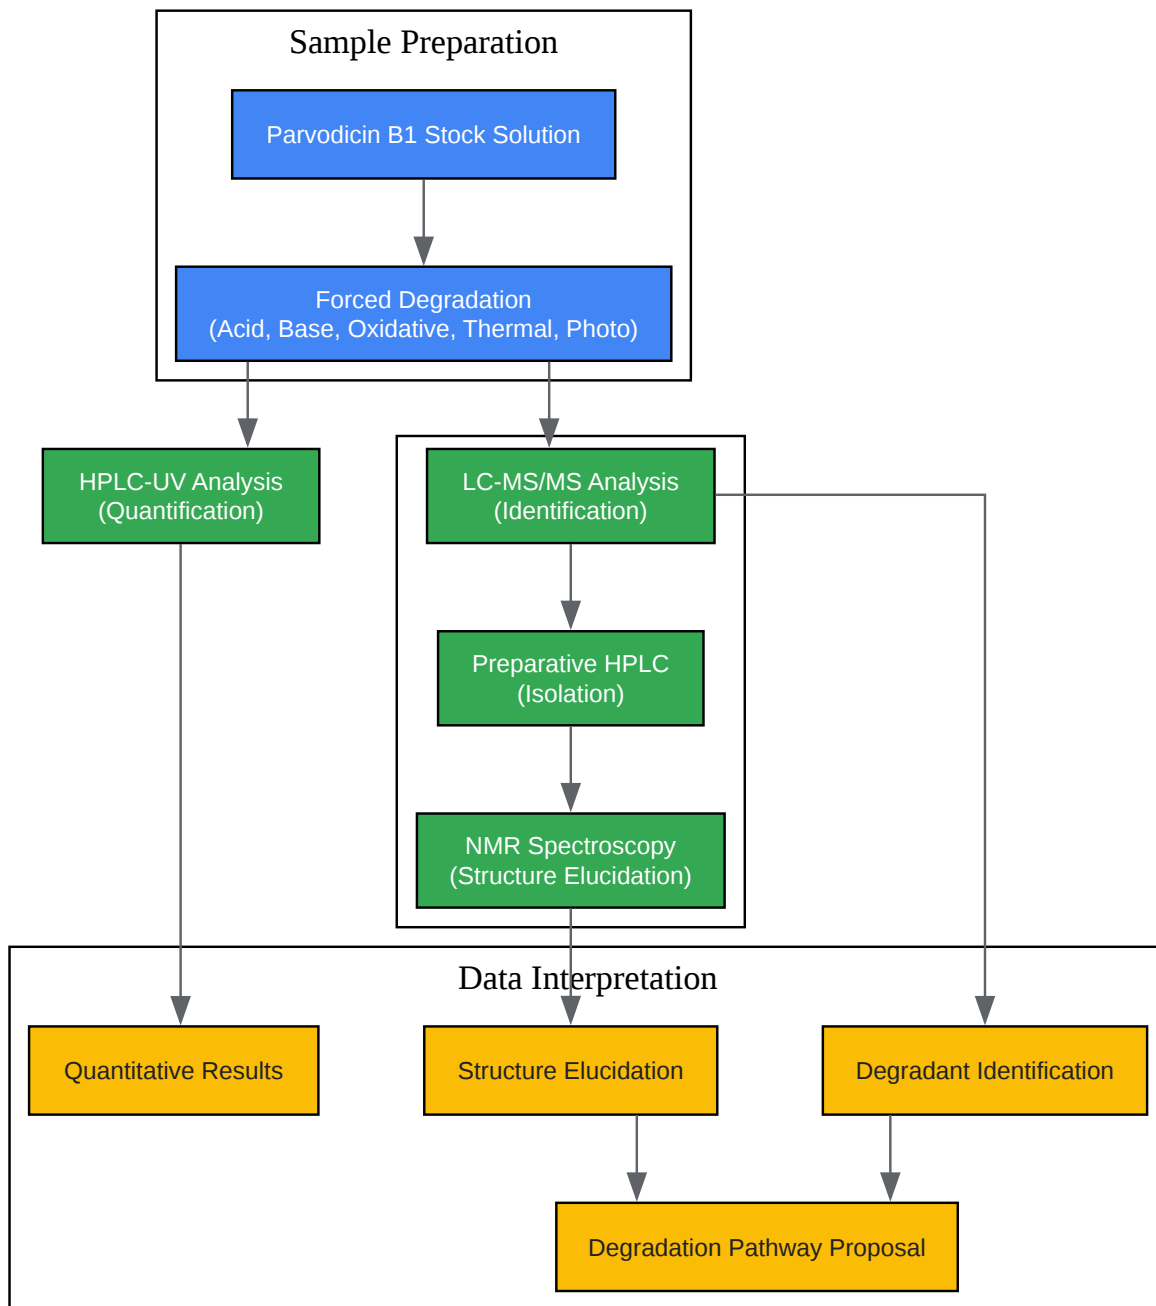 Sample Preparation
Parvodicin B1 Stock Solution
Forced Degradation
(Acid, Base, Oxidative, Thermal, Photo)
HPLC-UV Analysis
(Quantification)
LC-MS/MS Analysis
(Identification)
Preparative HPLC
(Isolation)
NMR Spectroscopy
(Structure Elucidation)
Data Interpretation
Quantitative Results
Structure Elucidation
Degradant Identification
Degradation Pathway Proposal